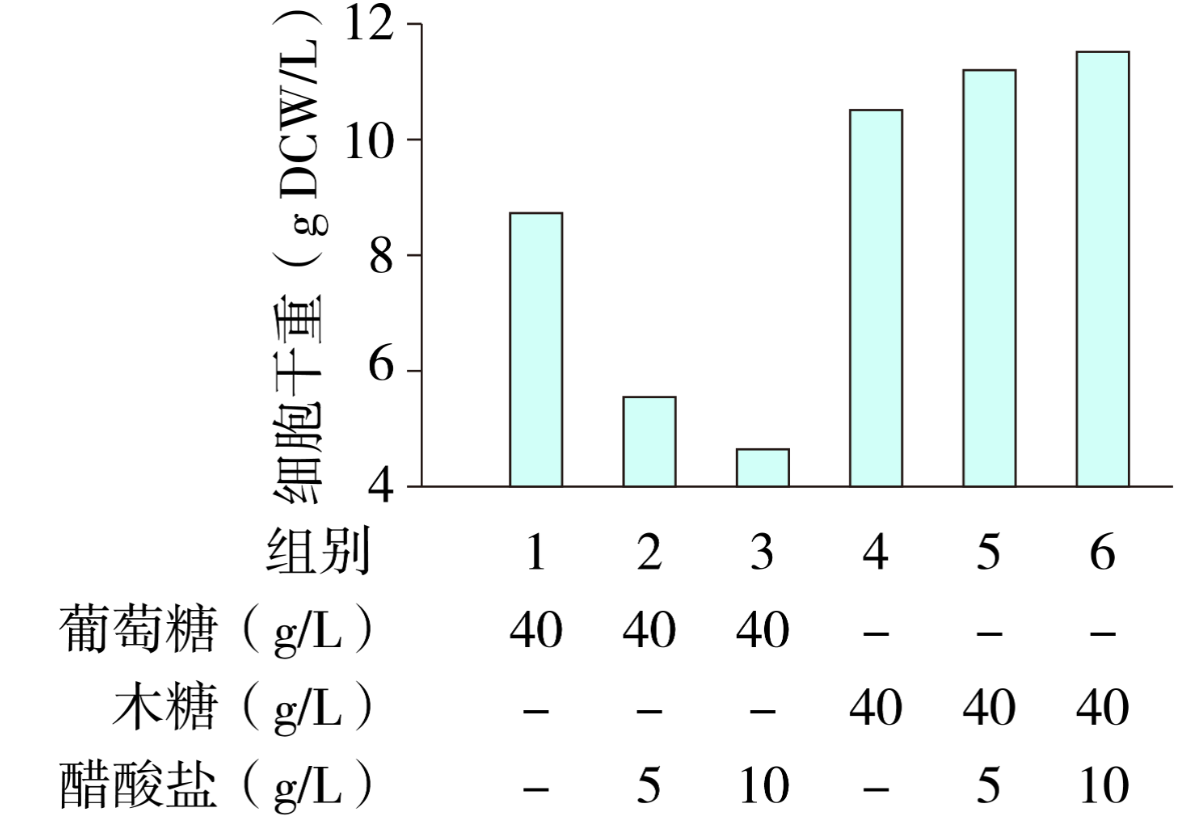 细胞干重（g DCW/L）
12
10
8
6
4
组别 1 2 3 4 5 6
葡萄糖（g/L） 40 40 40 – – –
木糖（g/L） – – – 40 40 40
醋酸盐（g/L） – 5 10 – 5 10